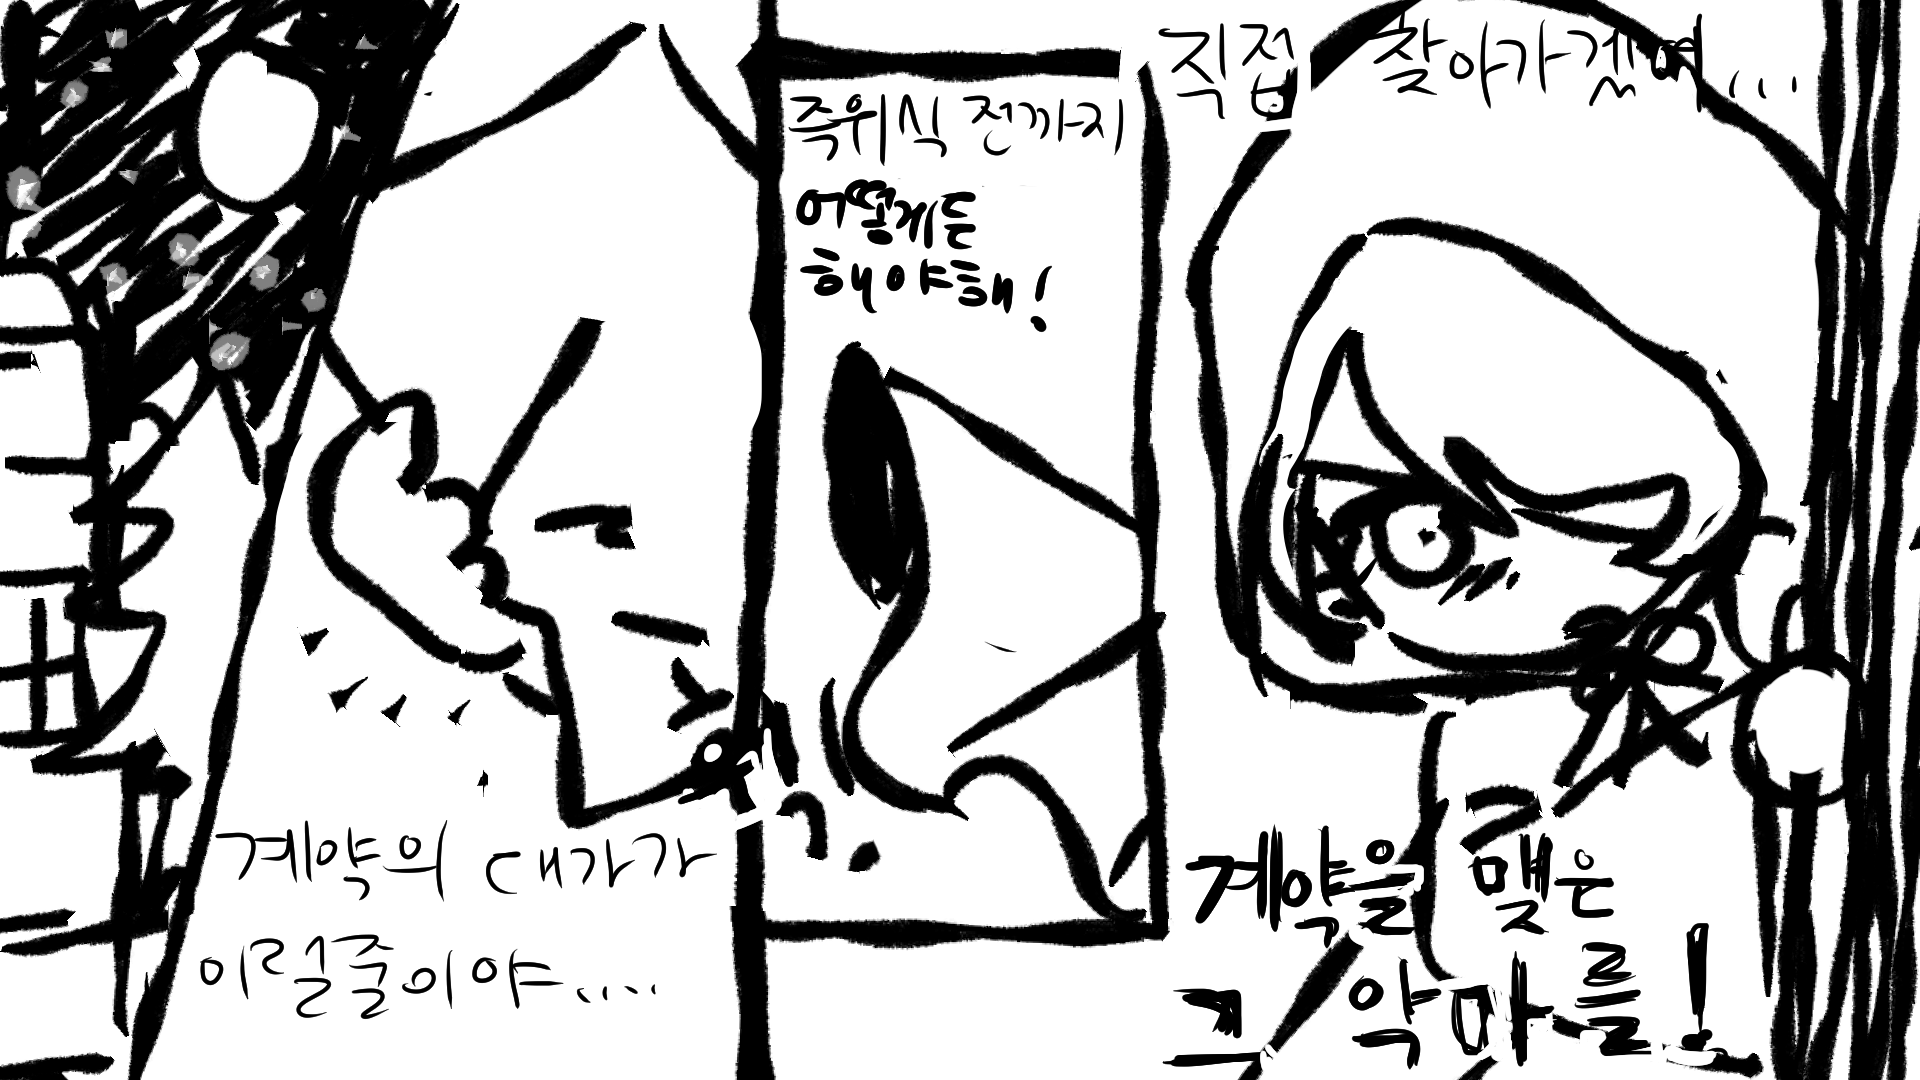 계약의 대가가
이럴줄이야....
즉위식 전까지
어떻게든
해야해!
직접 찾아가겠어...
계약을 맺은
그 악마를!